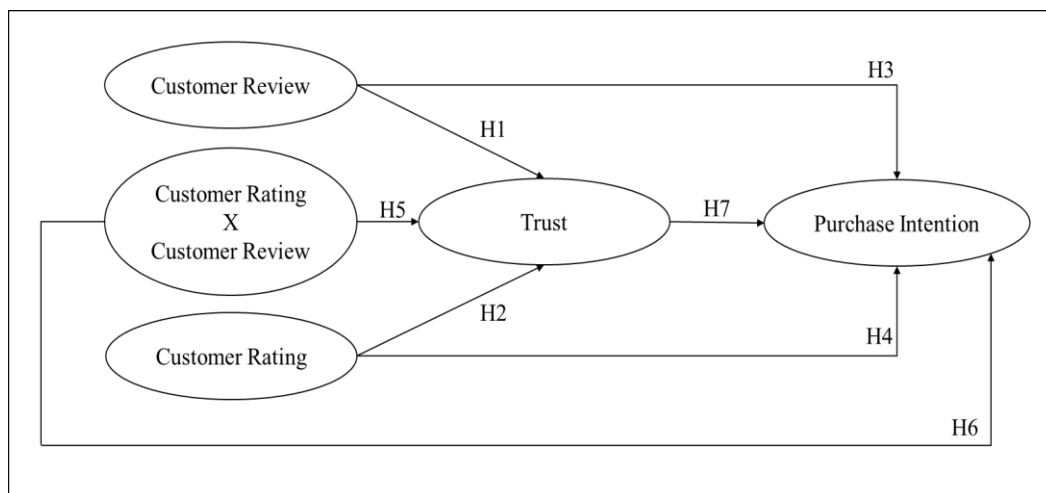 Customer Review
H3
H1
Customer Rating
X
Customer Review
H5
Trust
H7
Purchase Intention
H2
Customer Rating
H4
H6